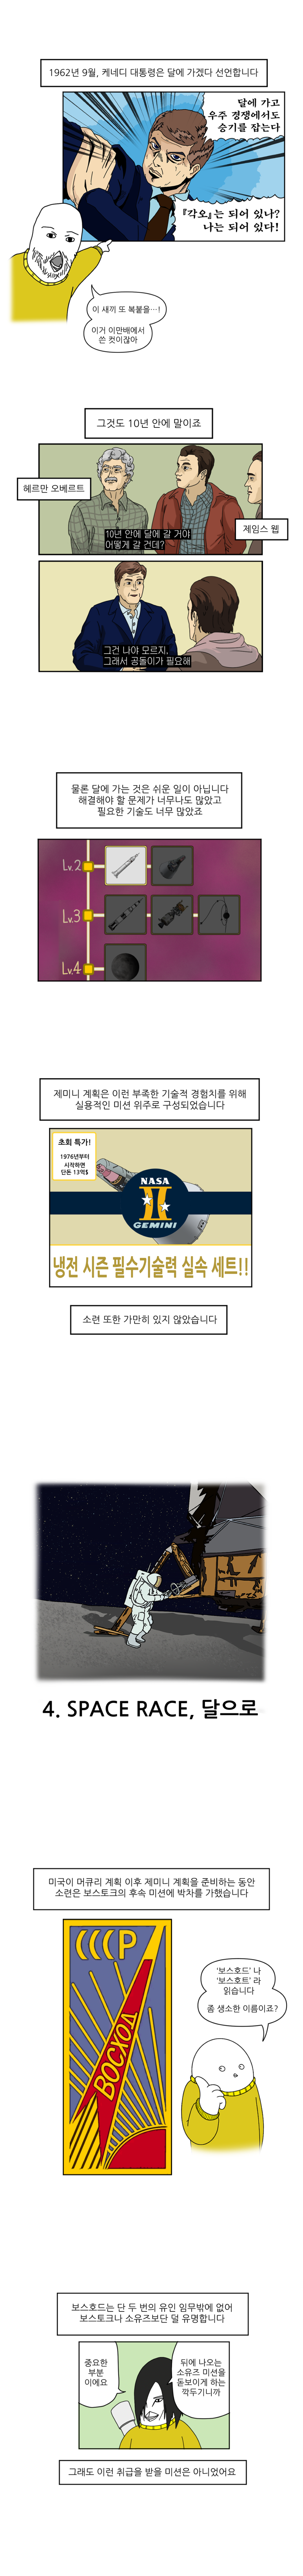 1962년 9월, 케네디 대통령은 달에 가겠다 선언합니다
달에 가고
우주 경쟁에서도
승기를 잡는다
『각오』는 되어 있나?
나는 되어 있다!
이 새끼 또 복붙을…!
이거 이만배에서
쓴 컷이잖아
그것도 10년 안에 말이죠
헤르만 오베르트
제임스 웹
10년 안에 달에 갈 거야
어떻게 갈 건데?
그건 나야 모르지.
그래서 공돌이가 필요해
물론 달에 가는 것은 쉬운 일이 아닙니다
해결해야 할 문제가 너무나도 많았고
필요한 기술도 너무 많았죠
Lv.2
Lv.3
Lv.4
제미니 계획은 이런 부족한 기술적 경험치를 위해
실용적인 미션 위주로 구성되었습니다
초회 특가!
1976년부터
시작하면
단돈 13억$
NASA
II
GEMINI
냉전 시즌 필수기술력 실속 세트!!
소련 또한 가만히 있지 않았습니다
4. SPACE RACE, 달으로
미국이 머큐리 계획 이후 제미니 계획을 준비하는 동안
소련은 보스토크의 후속 미션에 박차를 가했습니다
СССР
ВОСХОД
'보스호드' 나
'보스호트' 라
읽습니다
좀 생소한 이름이죠?
보스호드는 단 두 번의 유인 임무밖에 없어
보스토크나 소유즈보단 덜 유명합니다
중요한
부분
이에요
뒤에 나오는
소유즈 미션을
돋보이게 하는
깍두기니까
그래도 이런 취급을 받을 미션은 아니었어요